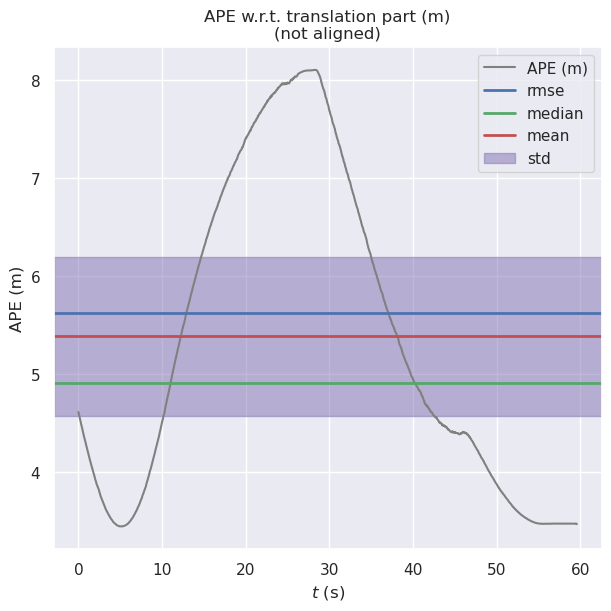 APE w.r.t. translation part (m)
(not aligned)
APE (m)
rmse
median
mean
std
8
7
6
5
4
APE (m)
0
10
20
30
40
50
60
t (s)